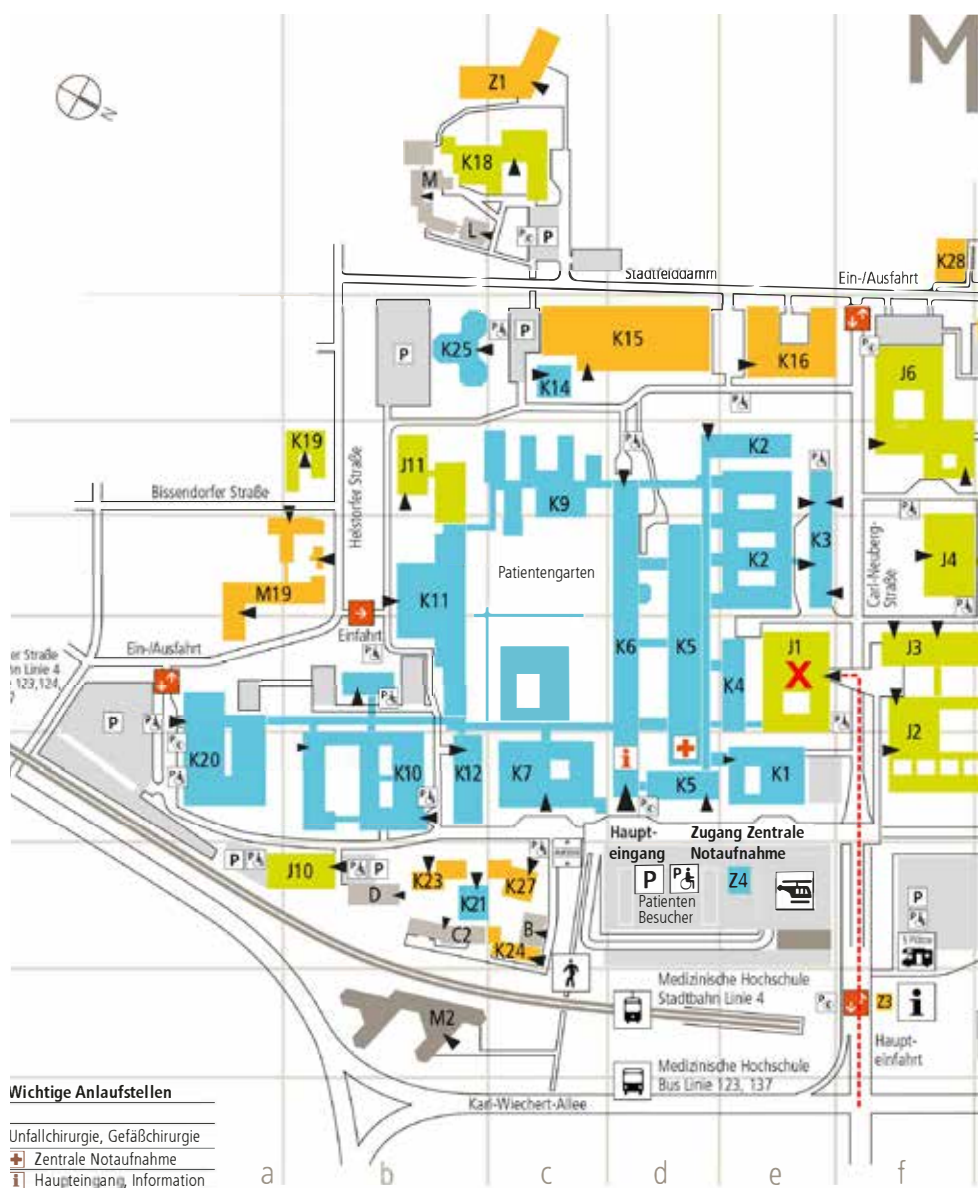 M
N
Z1
K18
M
L
P
Stadtfelddamm
K28
Ein-/Ausfahrt
P
K25
P
K15
K14
K16
J6
K19
J11
K2
K9
Bissendorfer Straße
Helstorfer Straße
K2
K3
J4
Carl-Neuberg-
Straße
Patientengarten
M19
K11
Einfahrt
K6
K5
K4
J1
X
J3
Ein-/Ausfahrt
er Straße
hn Linie 4
123,124,
P
K20
K10
K12
K7
K5
K1
J2
Haupt-
eingang
Zugang Zentrale
Notaufnahme
P
Patienten
Besucher
Z4
P
J10
P
D
K23
K21
K27
C2
B
K24
P
5 Plätze
Medizinische Hochschule
Stadtbahn Linie 4
Z3
Haupt-
einfahrt
M2
Medizinische Hochschule
Bus Linie 123, 137
Karl-Wiechert-Allee
Wichtige Anlaufstellen
Unfallchirurgie, Gefäßchirurgie
Zentrale Notaufnahme
Haupteingang, Information
a b c d e f